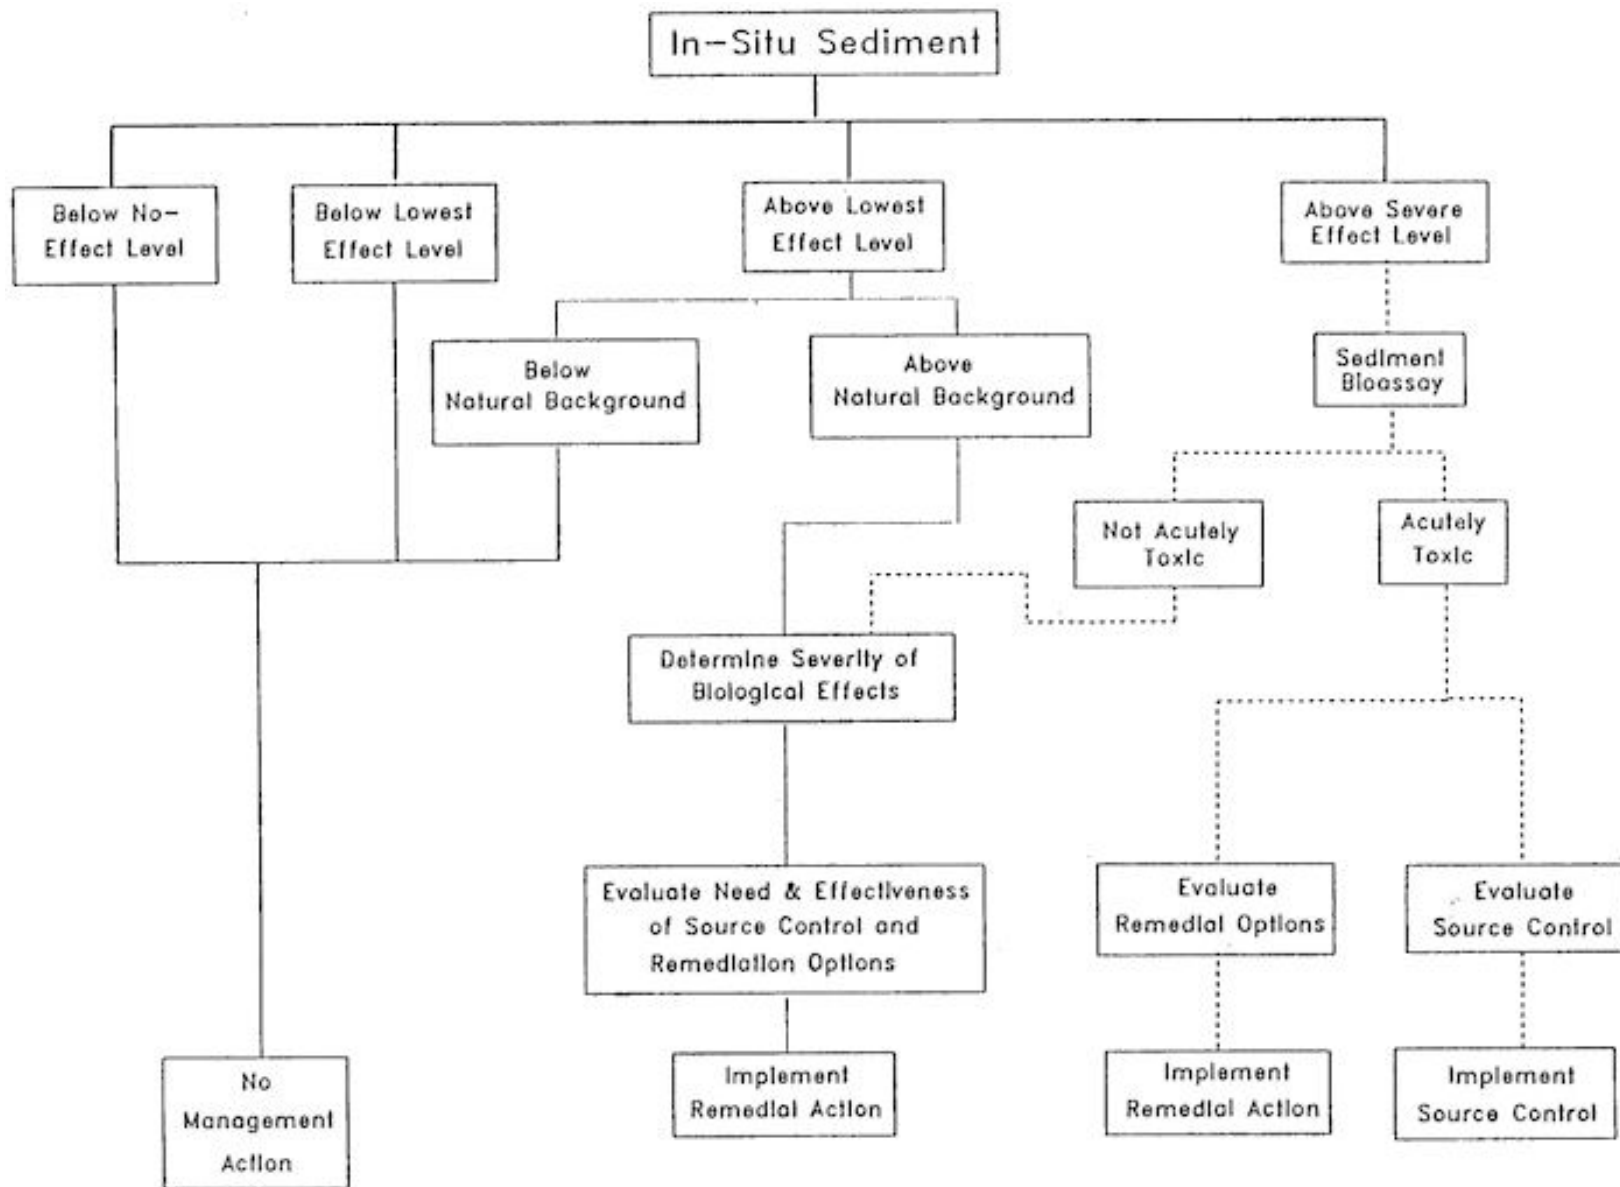 In-Situ Sediment
Below No-
Effect Level
Below Lowest
Effect Level
Above Lowest
Effect Level
Above Severe
Effect Level
Below
Natural Background
Above
Natural Background
Sediment
Bioassay
Not Acutely
Toxic
Acutely
Toxic
Determine Severity of
Biological Effects
Evaluate Need & Effectiveness
of Source Control and
Remediation Options
Evaluate
Remedial Options
Evaluate
Source Control
No
Management
Action
Implement
Remedial Action
Implement
Remedial Action
Implement
Source Control